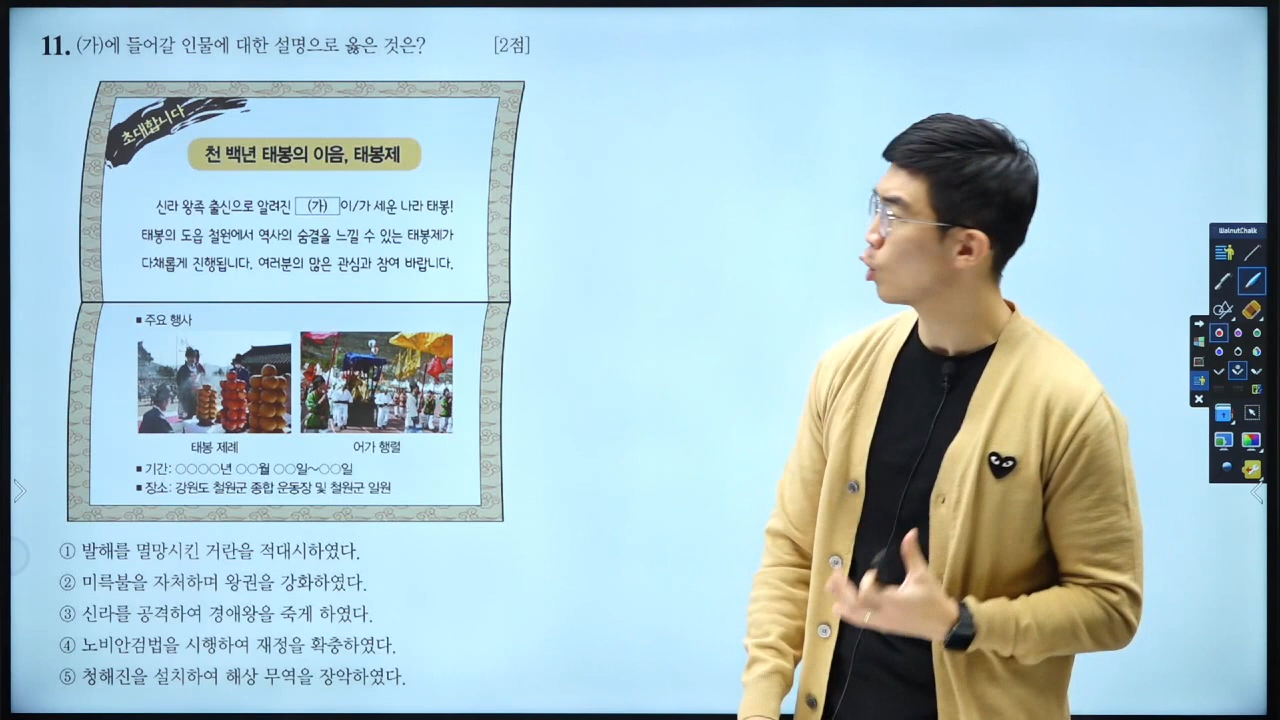 11. (가)에 들어갈 인물에 대한 설명으로 옳은 것은? [2점]
초대합니다
천 백년 태봉의 이음, 태봉제
신라 왕족 출신으로 알려진 (가) 이/가 세운 나라 태봉!
태봉의 도읍 철원에서 역사의 숨결을 느낄 수 있는 태봉제가
다채롭게 진행됩니다. 여러분의 많은 관심과 참여 바랍니다.
■ 주요 행사
태봉 제례
어가 행렬
■ 기간: ○○○○년 ○○월 ○○일~○○일
■ 장소: 강원도 철원군 종합 운동장 및 철원군 일원
① 발해를 멸망시킨 거란을 적대시하였다.
② 미륵불을 자처하며 왕권을 강화하였다.
③ 신라를 공격하여 경애왕을 죽게 하였다.
④ 노비안검법을 시행하여 재정을 확충하였다.
⑤ 청해진을 설치하여 해상 무역을 장악하였다.
WalnutChalk